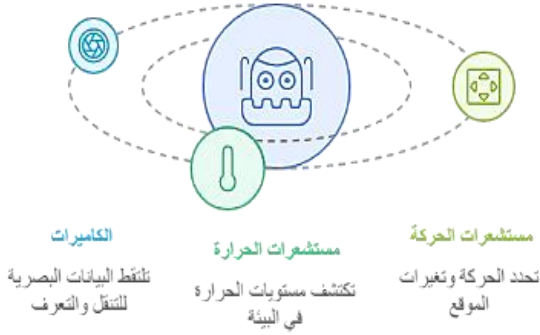 مستشعرات الحركة
تحدد الحركة وتغيرات
الموقع
مستشعرات الحرارة
تكتشف مستويات الحرارة
في البيئة
الكاميرات
تلتقط البيانات البصرية
للتنقل والتعرف